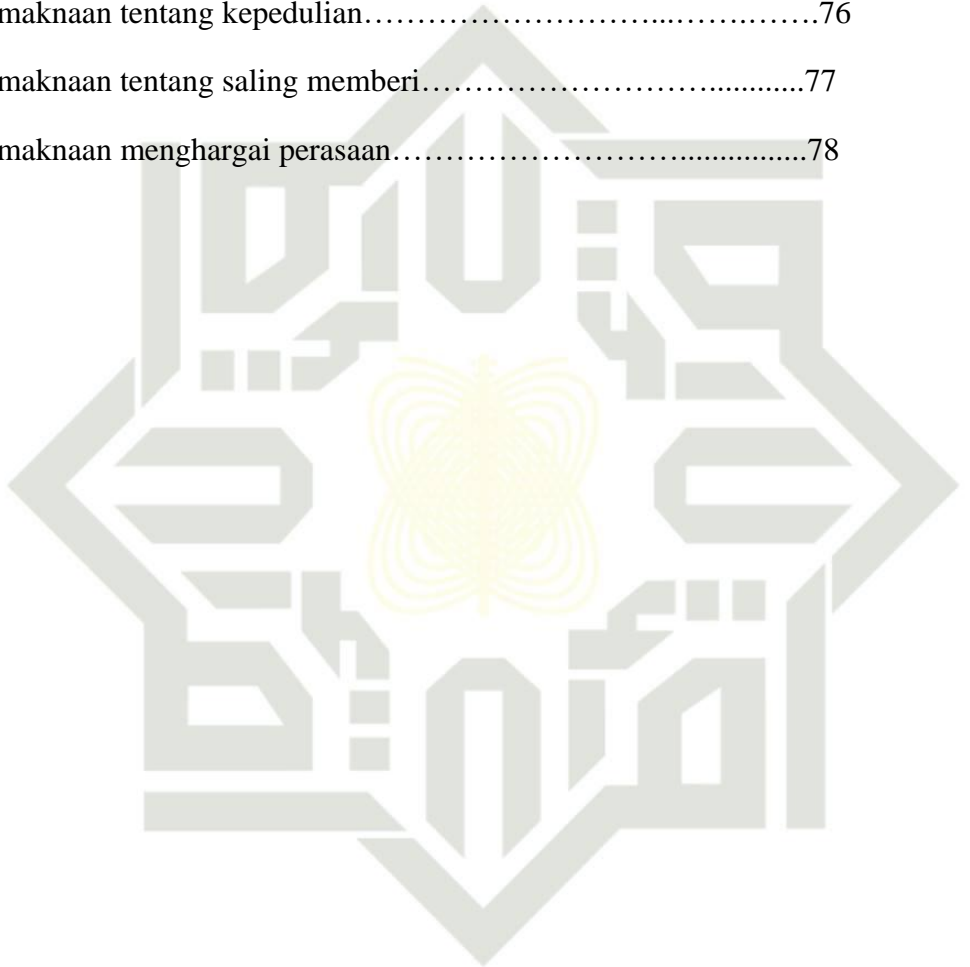 maknaan tentang kepedulian…………………………...…….…….76
maknaan tentang saling memberi………………………............77
maknaan menghargai perasaan………………………................78